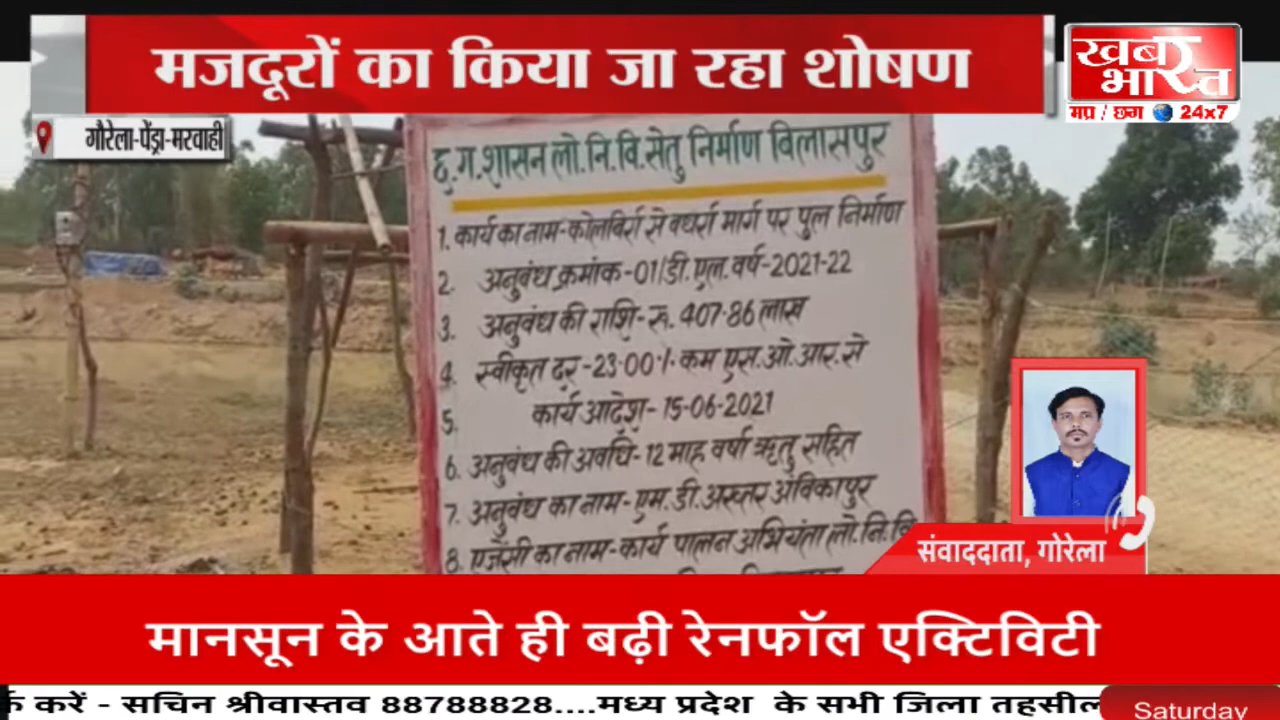 मजदूरों का किया जा रहा शोषण
खबर
भारत
मप्र / छग 24x7
गौरेला-पेंड्रा-मरवाही
छ.ग.शासन लो.नि.वि.सेतु निर्माण विलासपुर
1. कार्य का नाम-कोलबिर्रा से बधर्रा मार्ग पर पुल निर्माण
2. अनुबंध क्रमांक-01/डी.एल.वर्ष-2021-22
3. अनुबंध की राशि-रू. 407.86 लाख
4. स्वीकृत दर-23.00% कम एस.ओ.आर.से
5. कार्य आदेश-15-06-2021
6. अनुबंध की अवधि-12 माह वर्षा ऋतु सहित
7. अनुबंध का नाम-एम.डी.अख्तर अंबिकापुर
8. एजेंसी का नाम-कार्य पालन अभियंता लो.नि.वि
संवाददाता, गोरेला
मानसून के आते ही बढ़ी रेनफॉल एक्टिविटी
र्क करें - सचिन श्रीवास्तव 88788828....मध्य प्रदेश के सभी जिला तहसील
Saturday